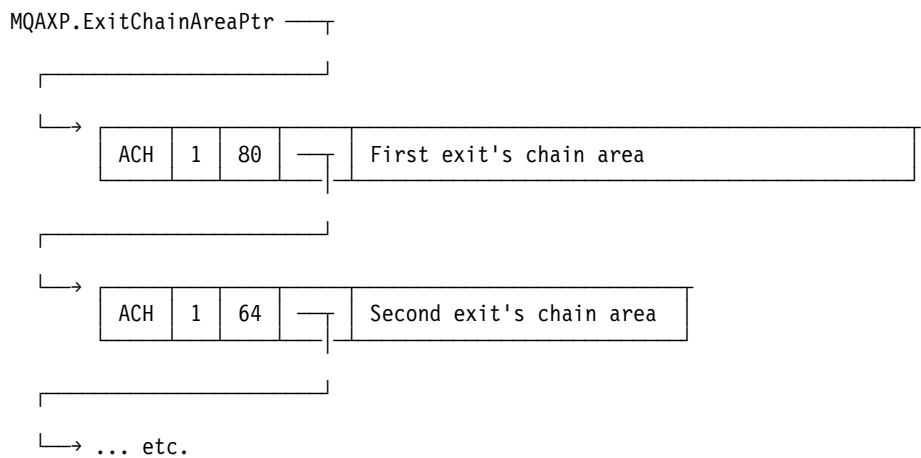 MQAXP.ExitChainAreaPtr
ACH 1 80 First exit's chain area
ACH 1 64 Second exit's chain area
... etc.